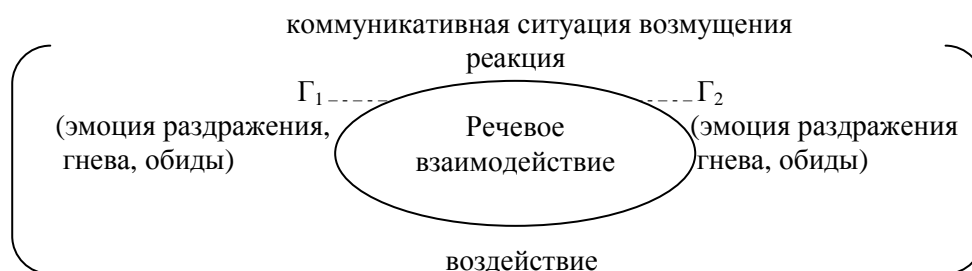 коммуникативная ситуация возмущения
реакция
Г1 Г2
(эмоция раздражения, Речевое (эмоция раздражения
гнева, обиды) взаимодействие гнева, обиды)
воздействие